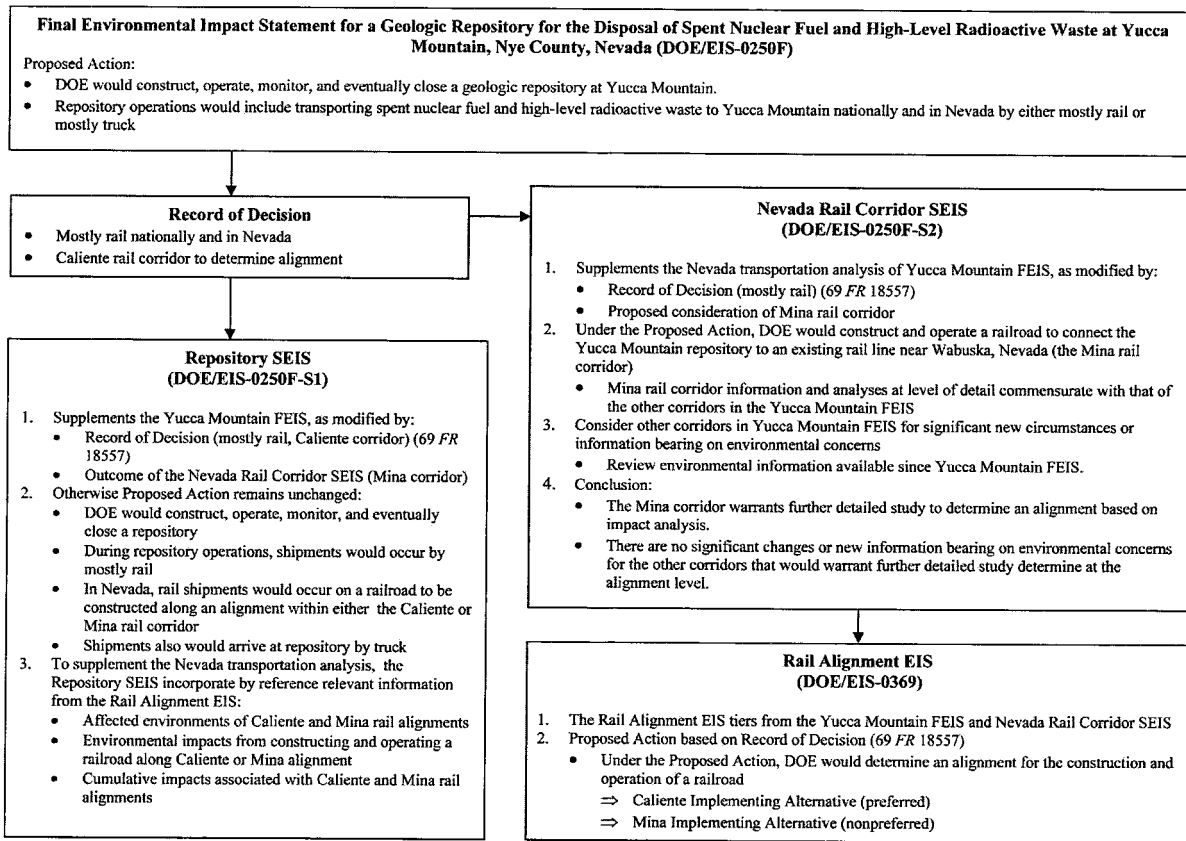 Final Environmental Impact Statement for a Geologic Repository for the Disposal of Spent Nuclear Fuel and High-Level Radioactive Waste at Yucca
Mountain, Nye County, Nevada (DOE/EIS-0250F)
Proposed Action:
• DOE would construct, operate, monitor, and eventually close a geologic repository at Yucca Mountain.
• Repository operations would include transporting spent nuclear fuel and high-level radioactive waste to Yucca Mountain nationally and in Nevada by either mostly rail or
mostly truck
Record of Decision
• Mostly rail nationally and in Nevada
• Caliente rail corridor to determine alignment
Repository SEIS
(DOE/EIS-0250F-S1)
1. Supplements the Yucca Mountain FEIS, as modified by:
• Record of Decision (mostly rail, Caliente corridor) (69 FR
18557)
• Outcome of the Nevada Rail Corridor SEIS (Mina corridor)
2. Otherwise Proposed Action remains unchanged:
• DOE would construct, operate, monitor, and eventually
close a repository
• During repository operations, shipments would occur by
mostly rail
• In Nevada, rail shipments would occur on a railroad to be
constructed along an alignment within either the Caliente or
Mina rail corridor
• Shipments also would arrive at repository by truck
3. To supplement the Nevada transportation analysis, the
Repository SEIS incorporate by reference relevant information
from the Rail Alignment EIS:
• Affected environments of Caliente and Mina rail alignments
• Environmental impacts from constructing and operating a
railroad along Caliente or Mina alignment
• Cumulative impacts associated with Caliente and Mina rail
alignments
Nevada Rail Corridor SEIS
(DOE/EIS-0250F-S2)
1. Supplements the Nevada transportation analysis of Yucca Mountain FEIS, as modified by:
• Record of Decision (mostly rail) (69 FR 18557)
• Proposed consideration of Mina rail corridor
2. Under the Proposed Action, DOE would construct and operate a railroad to connect the
Yucca Mountain repository to an existing rail line near Wabuska, Nevada (the Mina rail
corridor)
• Mina rail corridor information and analyses at level of detail commensurate with that of
the other corridors in the Yucca Mountain FEIS
3. Consider other corridors in Yucca Mountain FEIS for significant new circumstances or
information bearing on environmental concerns
• Review environmental information available since Yucca Mountain FEIS.
4. Conclusion:
• The Mina corridor warrants further detailed study to determine an alignment based on
impact analysis.
• There are no significant changes or new information bearing on environmental concerns
for the other corridors that would warrant further detailed study determine at the
alignment level.
Rail Alignment EIS
(DOE/EIS-0369)
1. The Rail Alignment EIS tiers from the Yucca Mountain FEIS and Nevada Rail Corridor SEIS
2. Proposed Action based on Record of Decision (69 FR 18557)
• Under the Proposed Action, DOE would determine an alignment for the construction and
operation of a railroad
⇒ Caliente Implementing Alternative (preferred)
⇒ Mina Implementing Alternative (nonpreferred)